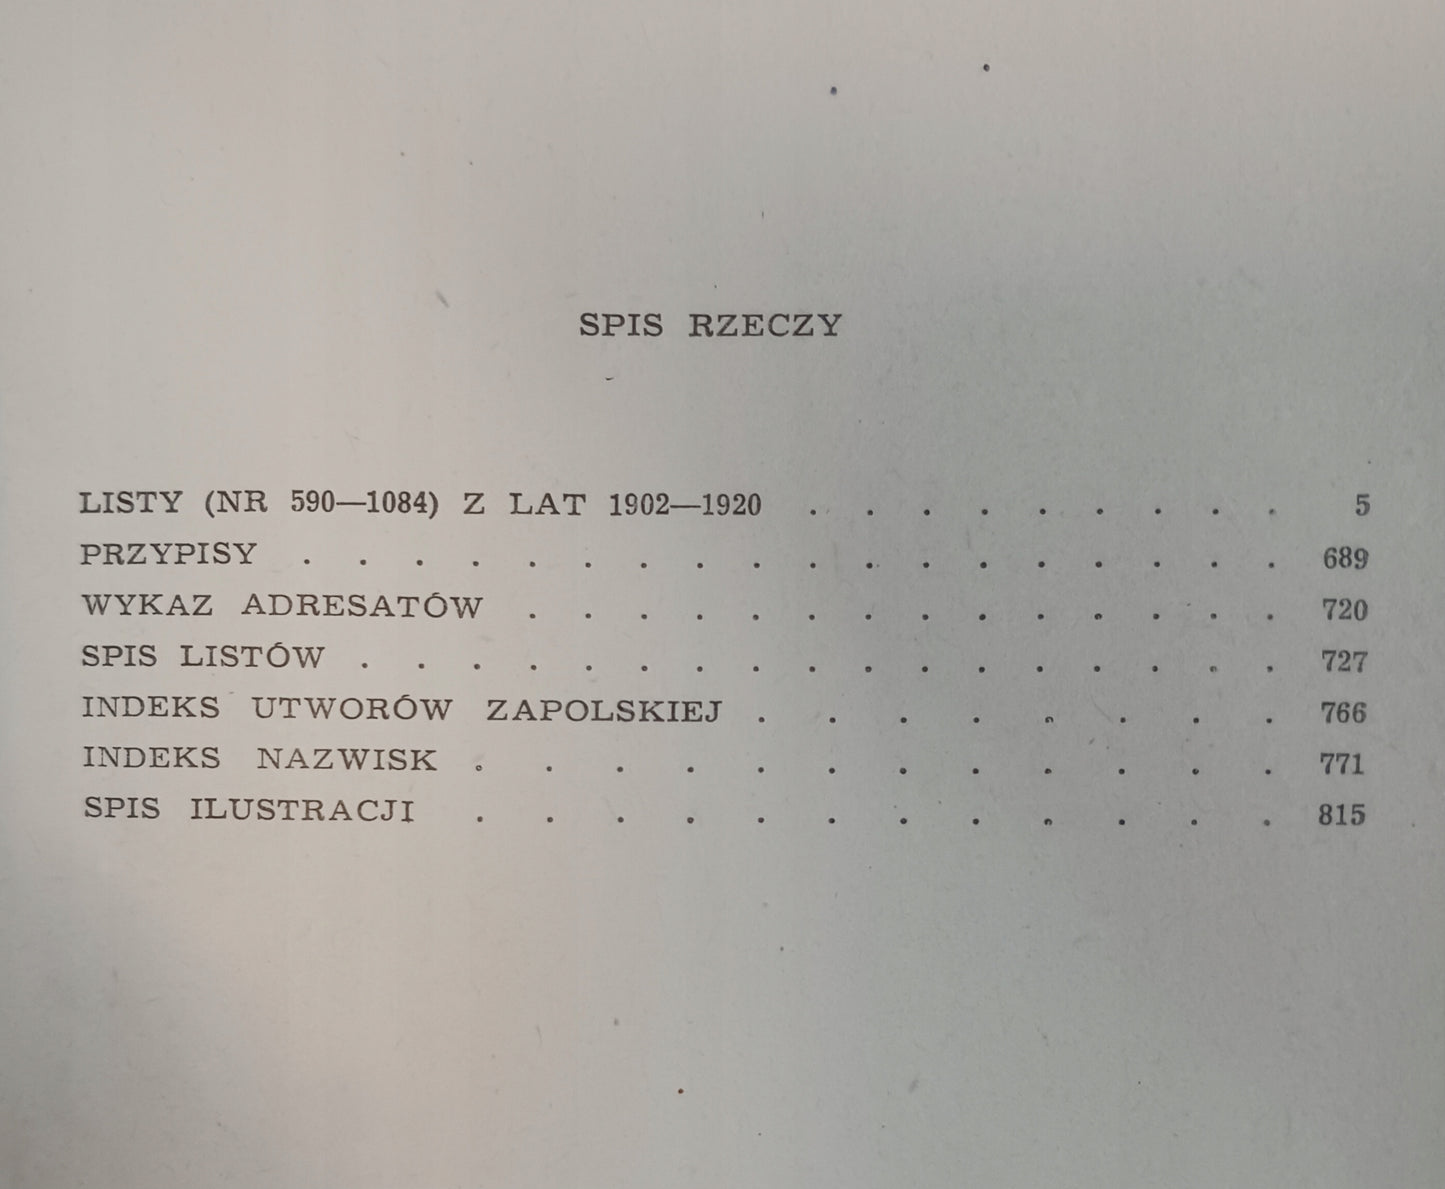 SPIS RZECZY
LISTY (NR 590—1084) Z LAT 1902—1920 . . . . . . . . . 5
PRZYPISY . . . . . . . . . . . . . . . . . . 689
WYKAZ ADRESATÓW . . . . . . . . . . . . . . 720
SPIS LISTÓW . . . . . . . . . . . . . . . . . 727
INDEKS UTWORÓW ZAPOLSKIEJ . . . . . . . . 766
INDEKS NAZWISK . . . . . . . . . . . . 771
SPIS ILUSTRACJI . . . . . . . . . . . . 815